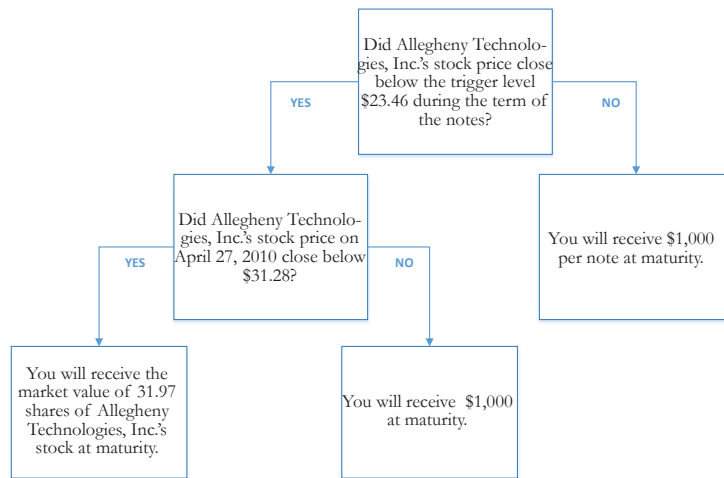 Did Allegheny Technolo-
gies, Inc.'s stock price close
below the trigger level
$23.46 during the term of
the notes?
YES
NO
Did Allegheny Technolo-
gies, Inc.'s stock price on
April 27, 2010 close below
$31.28?
You will receive $1,000
per note at maturity.
YES
NO
You will receive the
market value of 31.97
shares of Allegheny
Technologies, Inc.'s
stock at maturity.
You will receive $1,000
at maturity.